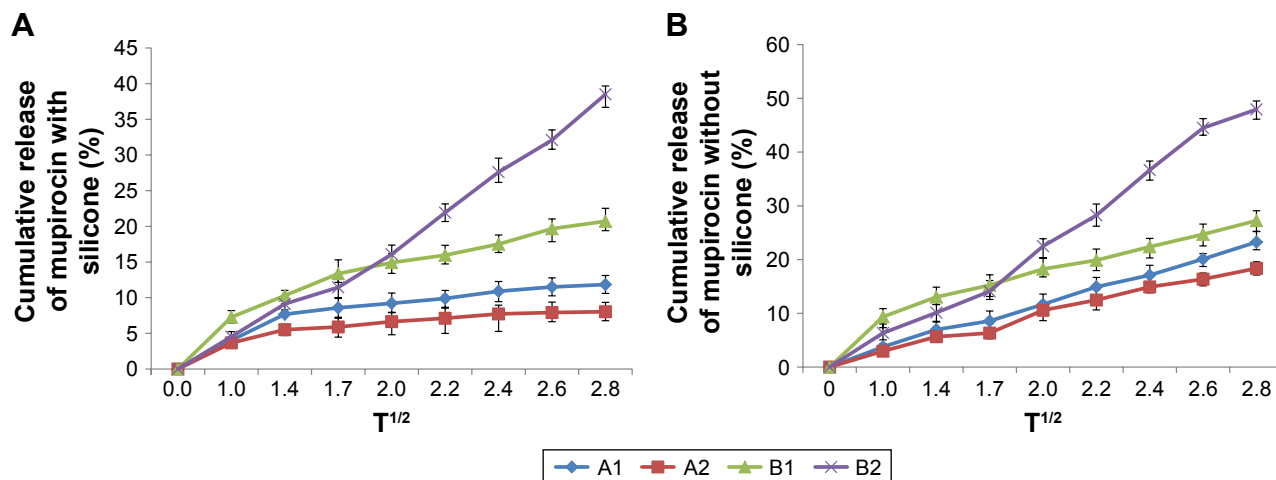 A
Cumulative release
of mupirocin with
silicone (%)
45
40
35
30
25
20
15
10
5
0
0.0 1.0 1.4 1.7 2.0 2.2 2.4 2.6 2.8
T1/2
B
Cumulative release
of mupirocin without
silicone (%)
60
50
40
30
20
10
0
0 1.0 1.4 1.7 2.0 2.2 2.4 2.6 2.8
T1/2
A1 A2 B1 B2